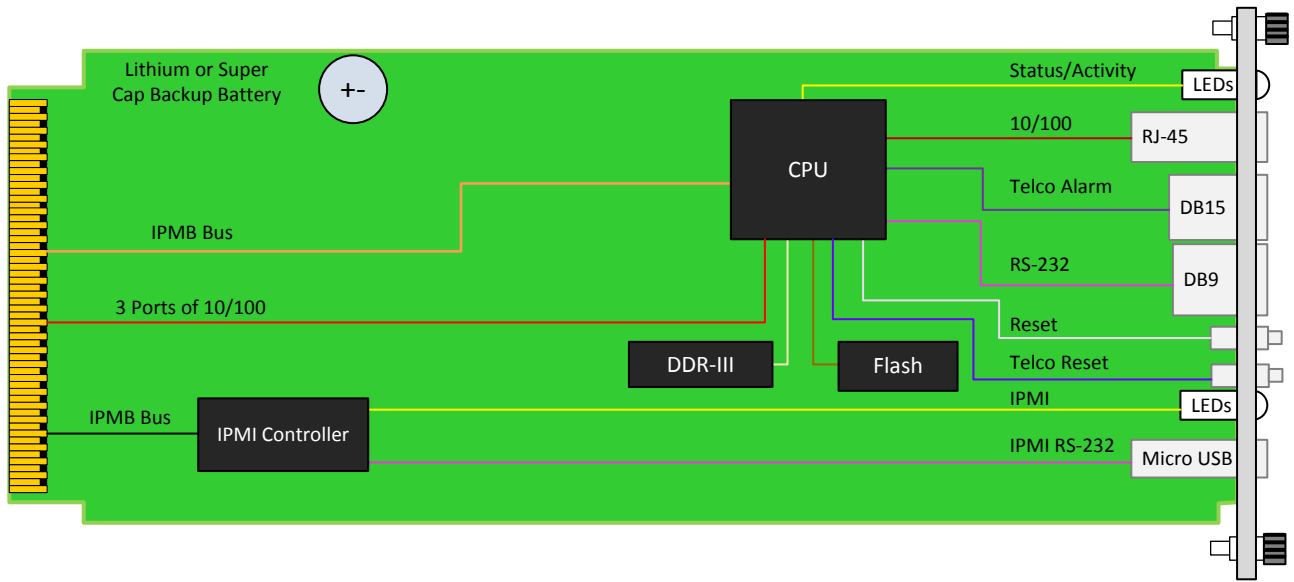 Lithium or Super
Cap Backup Battery
+-
Status/Activity
LEDs
10/100
RJ-45
CPU
Telco Alarm
DB15
IPMB Bus
RS-232
DB9
3 Ports of 10/100
Reset
DDR-III
Flash
Telco Reset
IPMI
LEDs
IPMB Bus
IPMI Controller
IPMI RS-232
Micro USB